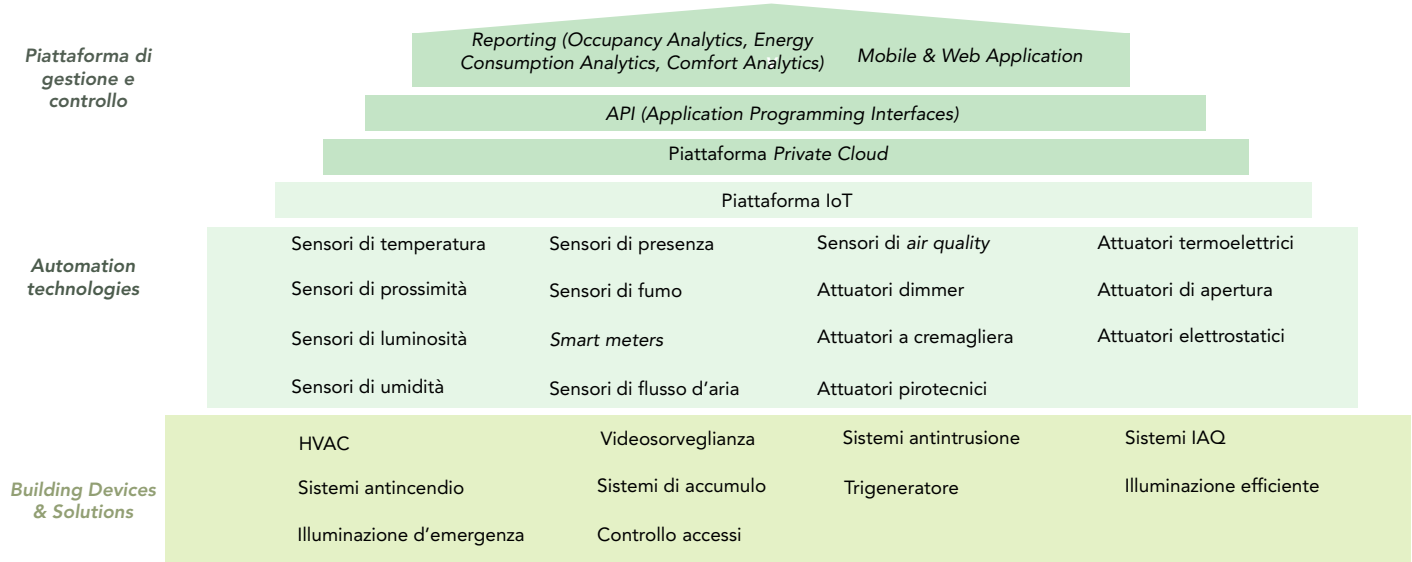 Piattaforma di
gestione e
controllo
Reporting (Occupancy Analytics, Energy
Consumption Analytics, Comfort Analytics)
Mobile & Web Application
API (Application Programming Interfaces)
Piattaforma Private Cloud
Piattaforma IoT
Automation
technologies
Sensori di temperatura
Sensori di presenza
Sensori di air quality
Attuatori termoelettrici
Sensori di prossimità
Sensori di fumo
Attuatori dimmer
Attuatori di apertura
Sensori di luminosità
Smart meters
Attuatori a cremagliera
Attuatori elettrostatici
Sensori di umidità
Sensori di flusso d'aria
Attuatori pirotecnici
Building Devices
& Solutions
HVAC
Videosorveglianza
Sistemi antintrusione
Sistemi IAQ
Sistemi antincendio
Sistemi di accumulo
Trigeneratore
Illuminazione efficiente
Illuminazione d'emergenza
Controllo accessi